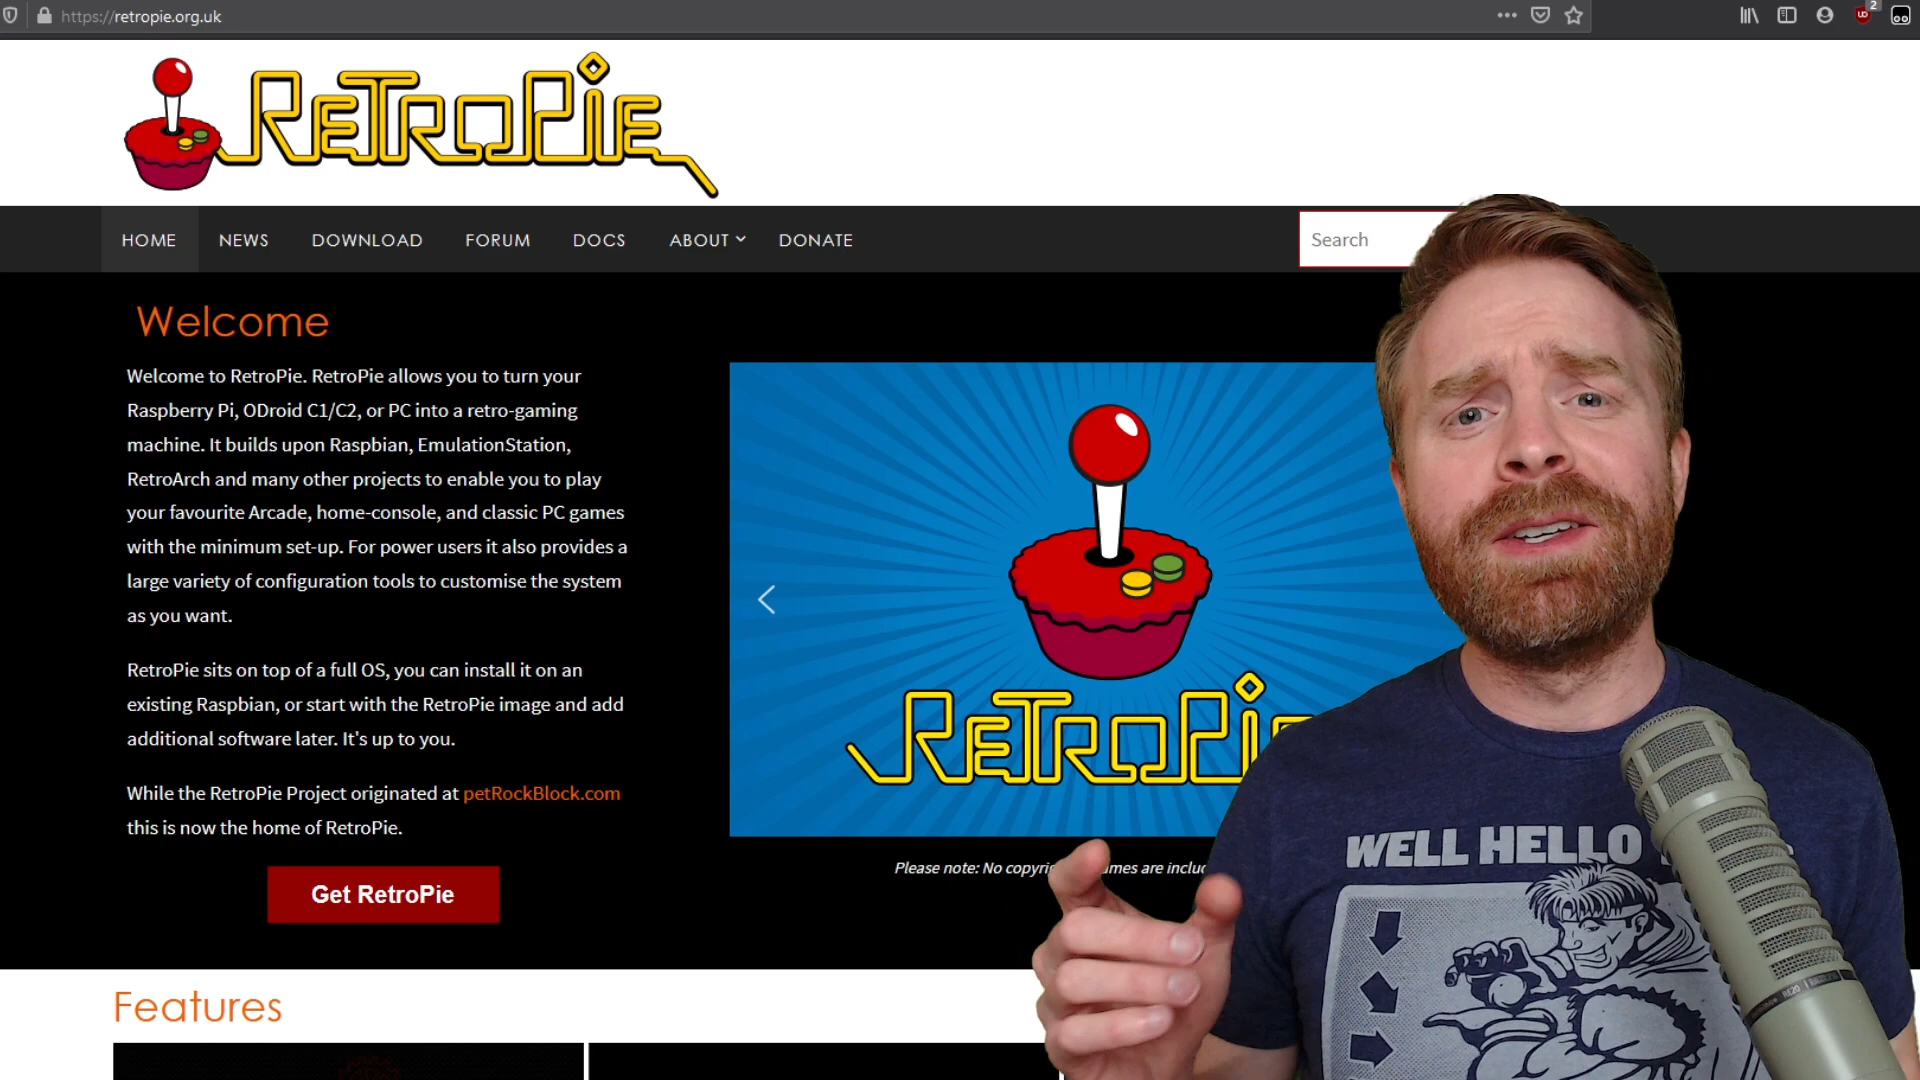 https://retropie.org.uk
2
RETROPIE
HOME NEWS DOWNLOAD FORUM DOCS ABOUT DONATE
Search
Welcome
Welcome to RetroPie. RetroPie allows you to turn your
Raspberry Pi, ODroid C1/C2, or PC into a retro-gaming
machine. It builds upon Raspbian, EmulationStation,
RetroArch and many other projects to enable you to play
your favourite Arcade, home-console, and classic PC games
with the minimum set-up. For power users it also provides a
large variety of configuration tools to customise the system
as you want.
RetroPie sits on top of a full OS, you can install it on an
existing Raspbian, or start with the RetroPie image and add
additional software later. It's up to you.
While the RetroPie Project originated at petRockBlock.com
this is now the home of RetroPie.
Get RetroPie
RETROPIE
Please note: No are
WELL HELLO
RE20
Features